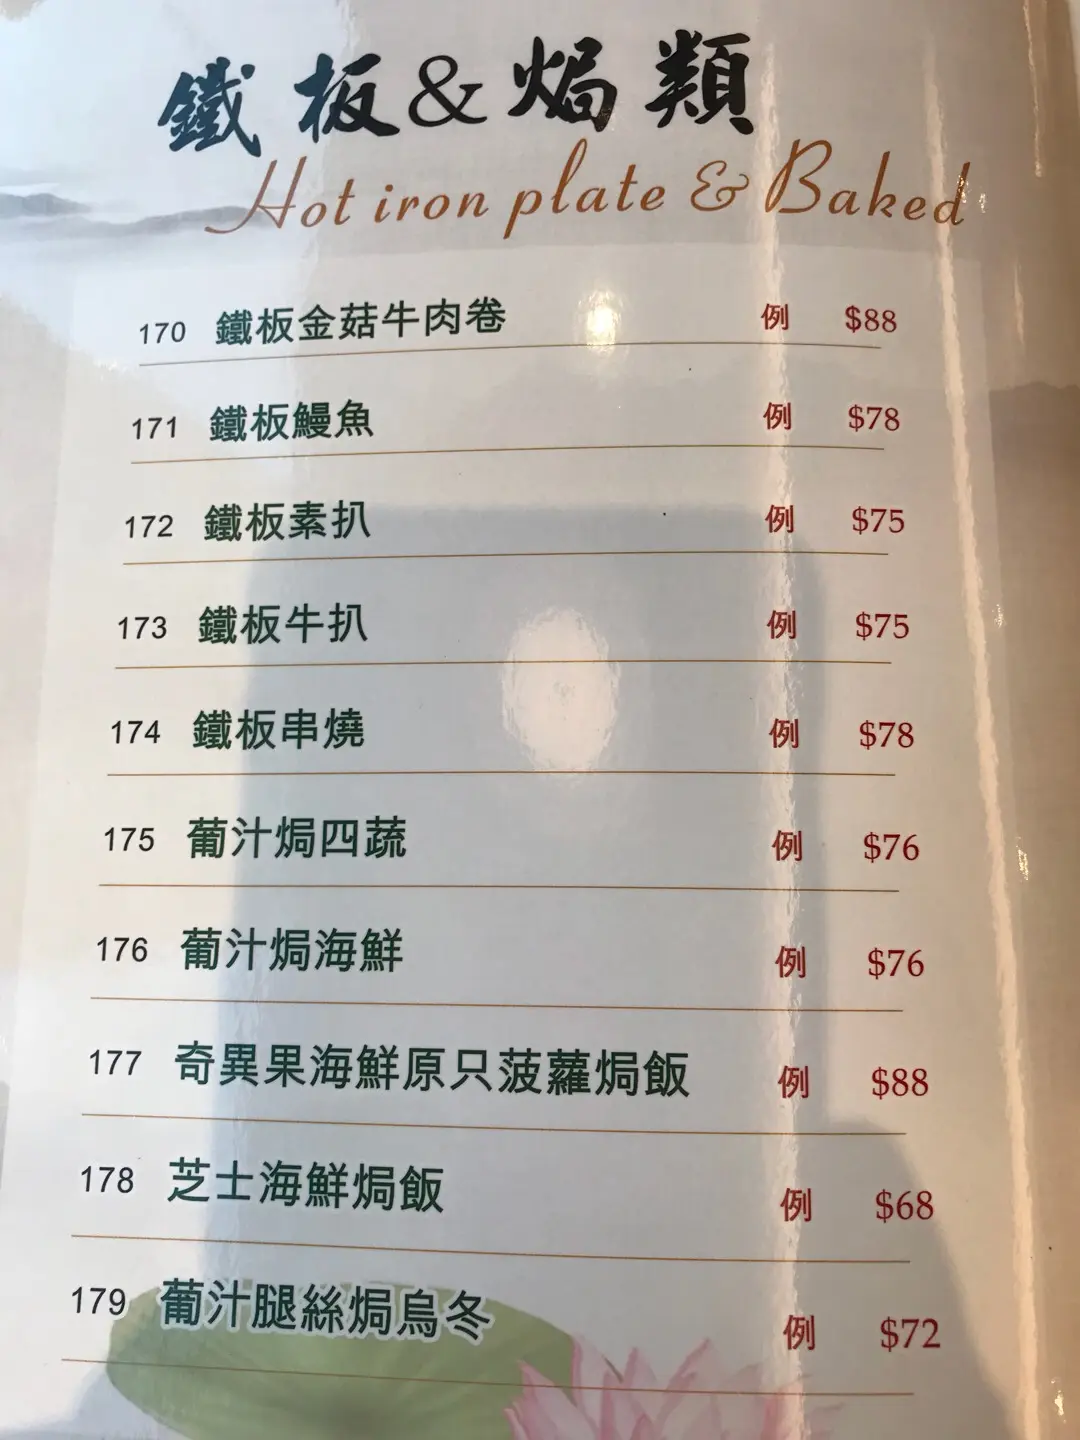 鐵板&焗類
Hot iron plate & Baked
170 鐵板金菇牛肉卷 例 $88
171 鐵板鰻魚 例 $78
172 鐵板素扒 例 $75
173 鐵板牛扒 例 $75
174 鐵板串燒 例 $78
175 葡汁焗四蔬 例 $76
176 葡汁焗海鮮 例 $76
177 奇異果海鮮原只菠蘿焗飯 例 $88
178 芝士海鮮焗飯 例 $68
179 葡汁腿絲焗烏冬 例 $72